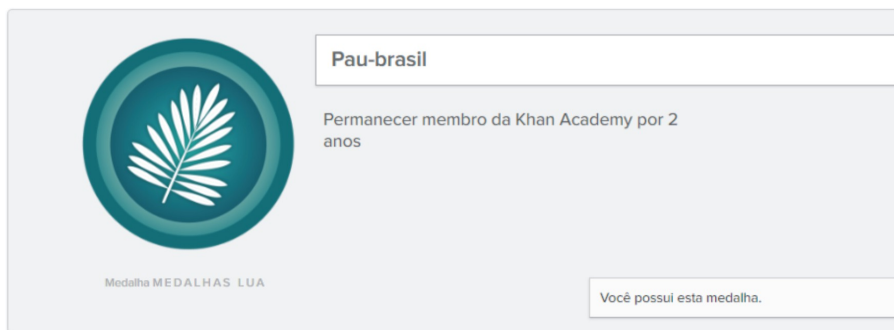 Pau-brasil
Permanecer membro da Khan Academy por 2
anos
Medalha MEDALHAS LUA
Você possui esta medalha.